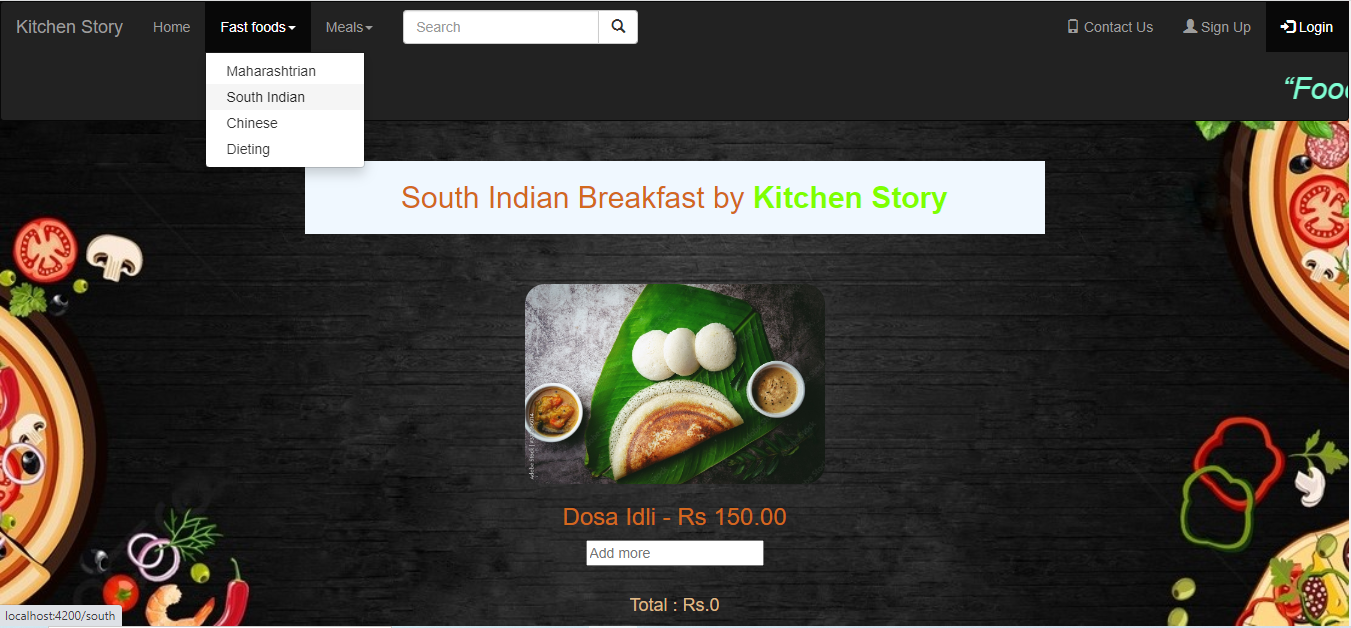 Kitchen Story Home Fast foods Meals Search Contact Us Sign Up Login
“Food
Maharashtrian
South Indian
Chinese
Dieting
South Indian Breakfast by Kitchen Story
Dosa Idli - Rs 150.00
Add more
Total : Rs.0
localhost:4200/south